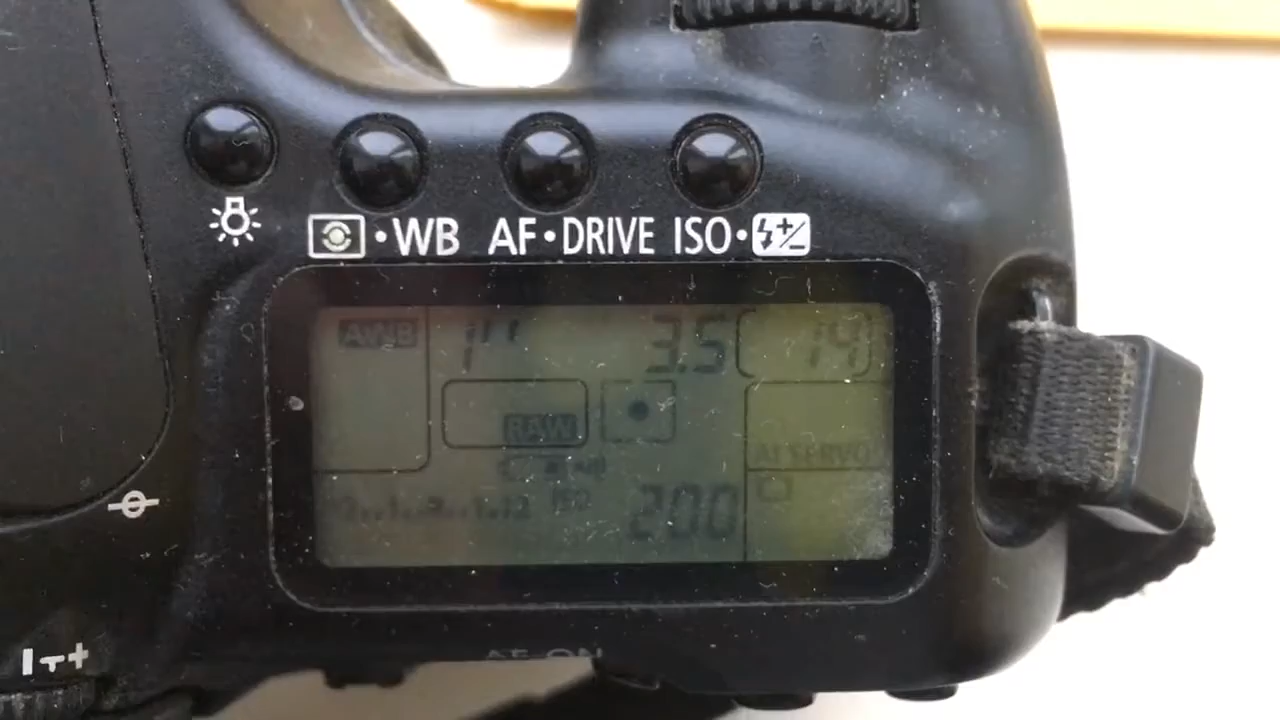 WB AF•DRIVE ISO•
AWB 1" 3.5 [19]
RAW
AI SERVO
ISO 200